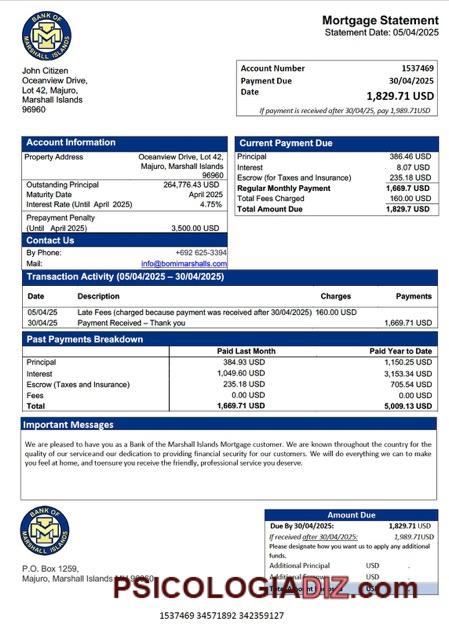 BANK OF
MARSHALL ISLANDS
Mortgage Statement
Statement Date: 05/04/2025
John Citizen
Oceanview Drive,
Lot 42, Majuro,
Marshall Islands
96960
Account Number 1537469
Payment Due 30/04/2025
Date 1,829.71 USD
If payment is received after 30/04/25, pay 1,989.71USD
Account Information
Property Address Oceanview Drive, Lot 42,
Majuro, Marshall Islands
96960
Outstanding Principal 264,776.43 USD
Maturity Date April 2025
Interest Rate (Until April 2025) 4.75%
Prepayment Penalty
(Until April 2025) 3,500.00 USD
Contact Us
By Phone: +692 625-3394
Mail: info@bomimarshalls.com
Current Payment Due
Principal 386.46 USD
Interest 8.07 USD
Escrow (for Taxes and Insurance) 235.18 USD
Regular Monthly Payment 1,669.7 USD
Total Fees Charged 160.00 USD
Total Amount Due 1,829.7 USD
Transaction Activity (05/04/2025 – 30/04/2025)
Date Description Charges Payments
05/04/25 Late Fees (charged because payment was received after 30/04/2025) 160.00 USD
30/04/25 Payment Received – Thank you 1,669.71 USD
Past Payments Breakdown
Paid Last Month Paid Year to Date
Principal 384.93 USD 1,150.25 USD
Interest 1,049.60 USD 3,153.34 USD
Escrow (Taxes and Insurance) 235.18 USD 705.54 USD
Fees 0.00 USD 0.00 USD
Total 1,669.71 USD 5,009.13 USD
Important Messages
We are pleased to have you as a Bank of the Marshall Islands Mortgage customer. We are known throughout the country for the
quality of our serviceand our dedication to providing financial security for our customers. We will do everything we can to make
you feel at home, and toensure you receive the friendly, professional service you deserve.
BANK OF
MARSHALL ISLANDS
P.O. Box 1259,
Majuro, Marshall Islands MH 96960
Amount Due
Due By 30/04/2025: 1,829.71 USD
If received after 30/04/2025: 1,989.71USD
Please designate how you want us to apply any additional
funds.
Additional Principal USD .
Additional Escrow USD .
Total Amount Enclosed USD .
PSICOLOGIADIZ.com
1537469 34571892 342359127